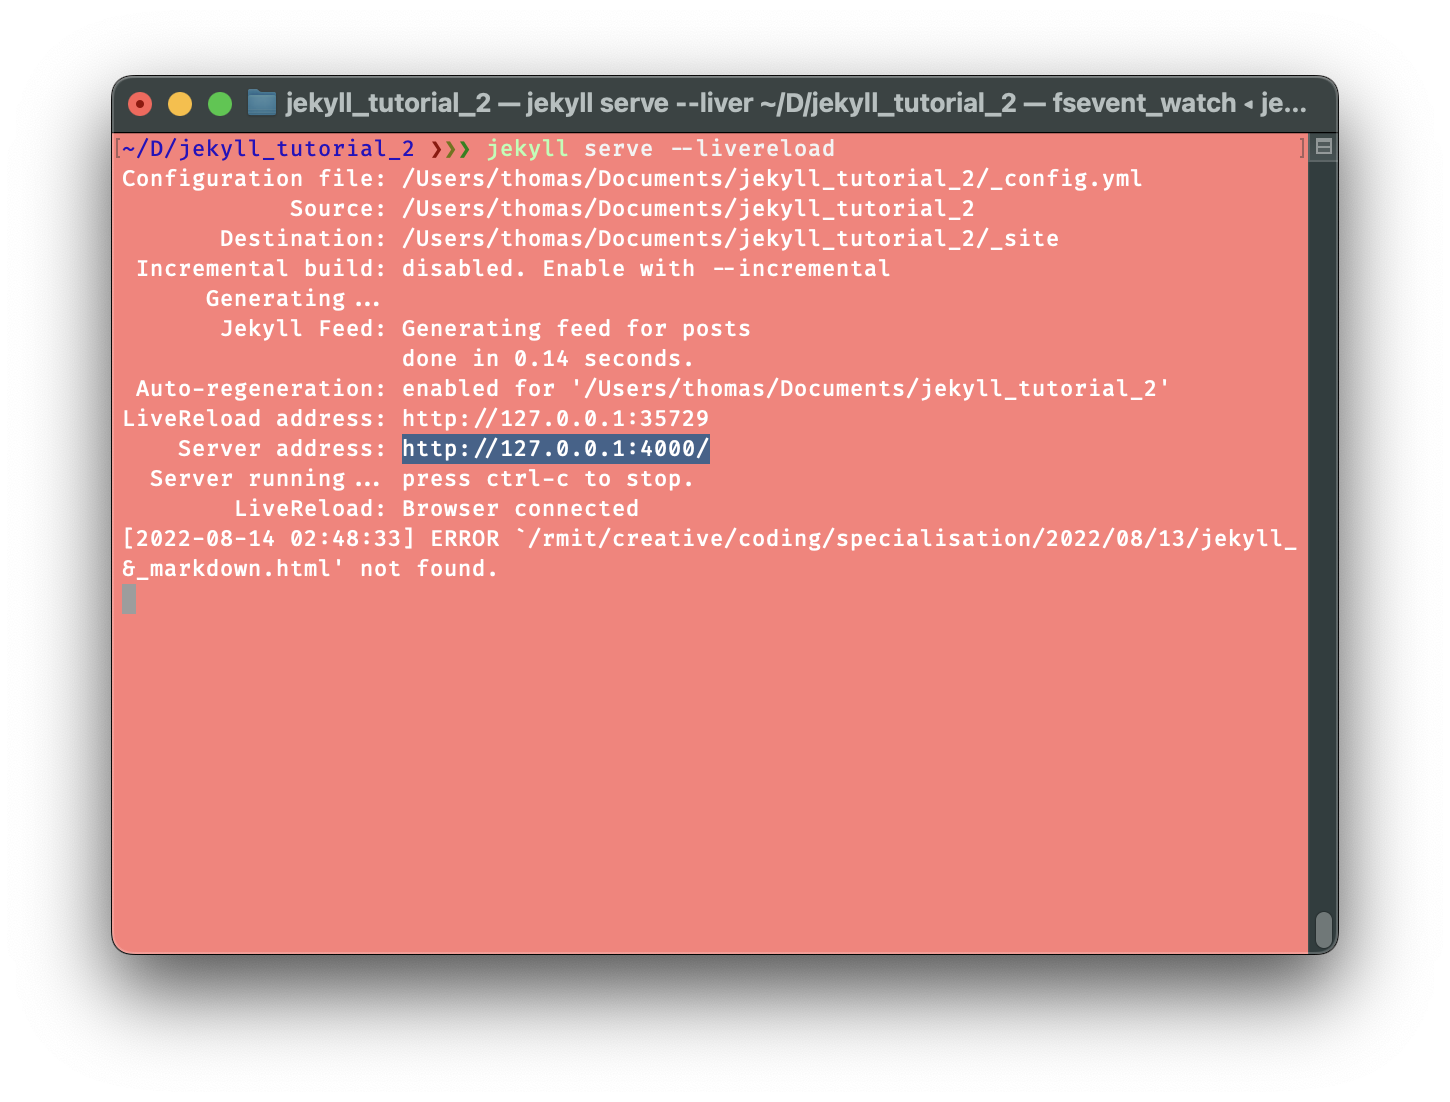 jekyll_tutorial_2 — jekyll serve --liver ~/D/jekyll_tutorial_2 — fsevent_watch ◂ je...
[~/D/jekyll_tutorial_2 ❯❯❯ jekyll serve --livereload ]
Configuration file: /Users/thomas/Documents/jekyll_tutorial_2/_config.yml
Source: /Users/thomas/Documents/jekyll_tutorial_2
Destination: /Users/thomas/Documents/jekyll_tutorial_2/_site
Incremental build: disabled. Enable with --incremental
Generating...
Jekyll Feed: Generating feed for posts
done in 0.14 seconds.
Auto-regeneration: enabled for '/Users/thomas/Documents/jekyll_tutorial_2'
LiveReload address: http://127.0.0.1:35729
Server address: http://127.0.0.1:4000/
Server running... press ctrl-c to stop.
LiveReload: Browser connected
[2022-08-14 02:48:33] ERROR `/rmit/creative/coding/specialisation/2022/08/13/jekyll_
&_markdown.html' not found.